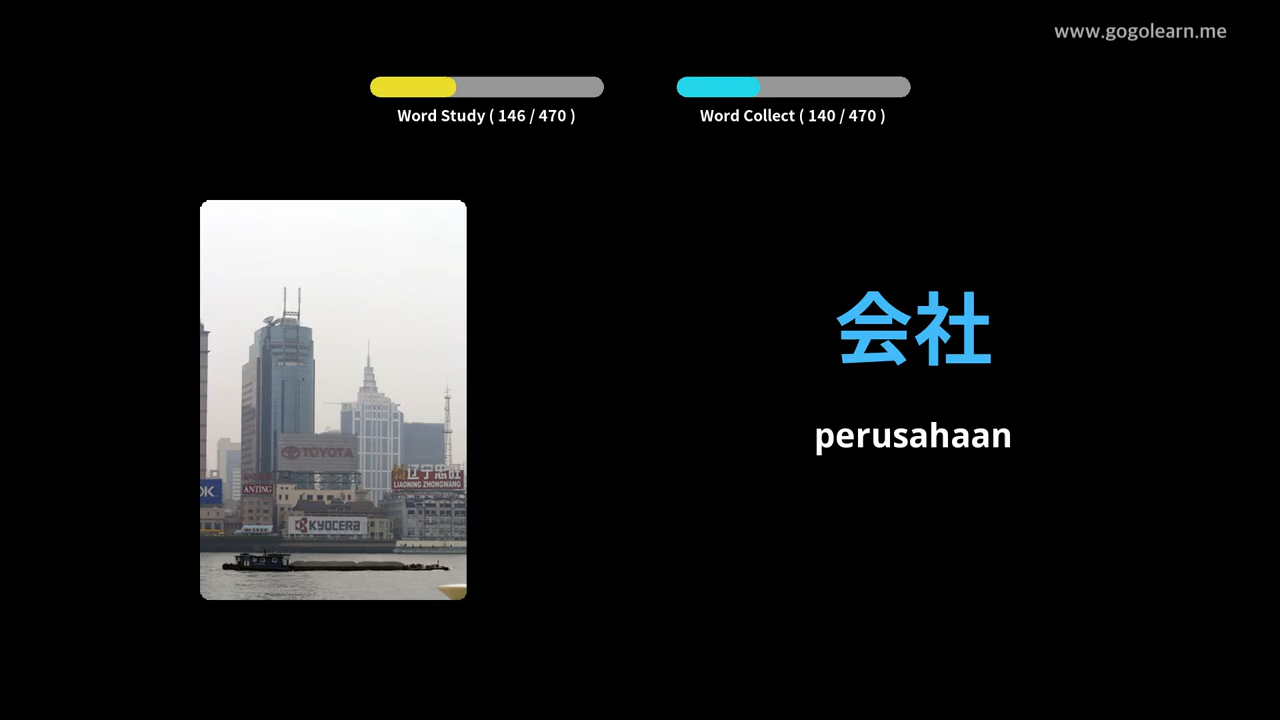 www.gogolearn.me
Word Study ( 146 / 470 )
Word Collect ( 140 / 470 )
会社
perusahaan
TOYOTA
辽宁忠旺
LIAONING ZHONGWANG
OK
ANTING
KYOCERA